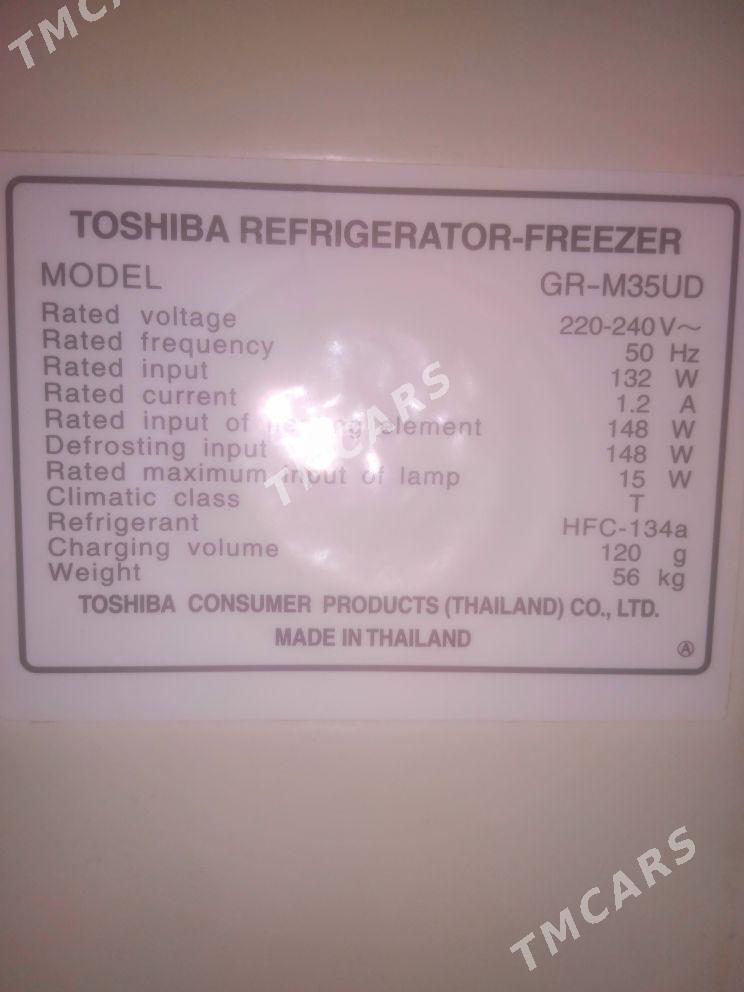 TMCARS
TOSHIBA REFRIGERATOR-FREEZER
MODEL GR-M35UD
Rated voltage 220-240 V~
Rated frequency 50 Hz
Rated input 132 W
Rated current 1.2 A
Rated input of element 148 W
Defrosting input 148 W
Rated maximum input of lamp 15 W
Climatic class T
Refrigerant HFC-134a
Charging volume 120 g
Weight 56 kg
TOSHIBA CONSUMER PRODUCTS (THAILAND) CO., LTD.
MADE IN THAILAND
Ⓐ
TMCARS
TMCARS